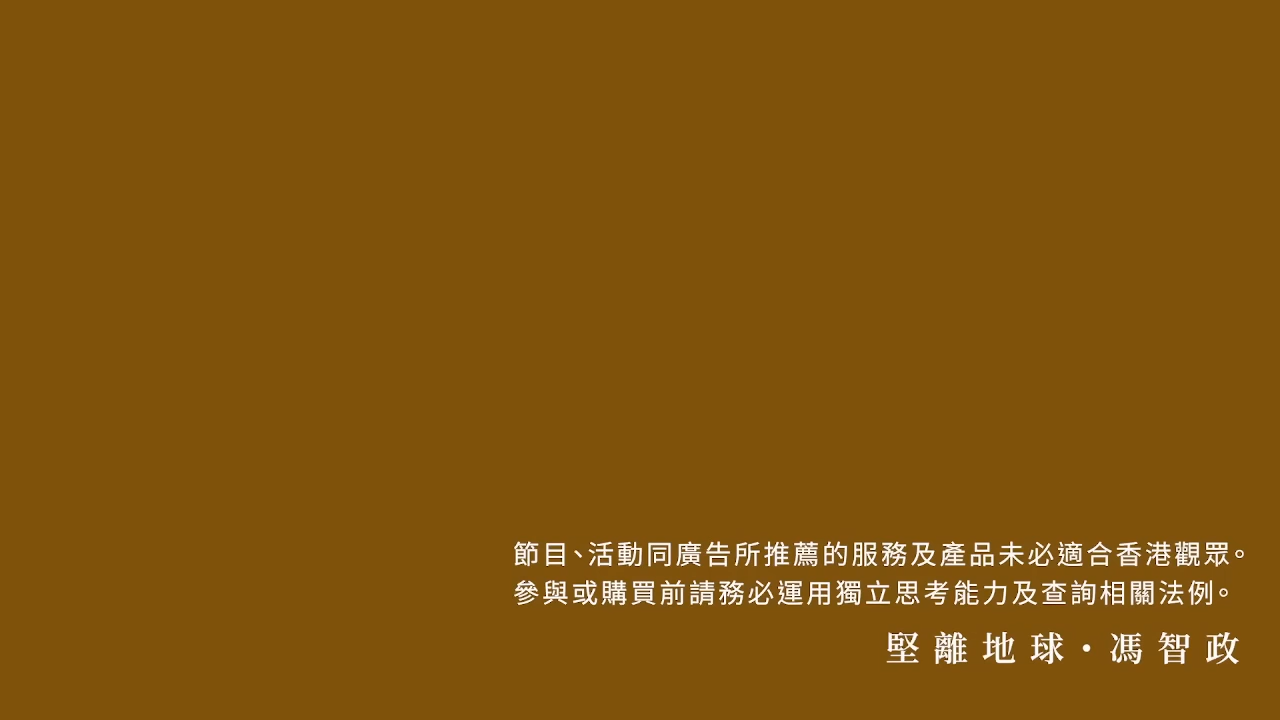 節目、活動同廣告所推薦的服務及產品未必適合香港觀眾。
參與或購買前請務必運用獨立思考能力及查詢相關法例。
堅離地球·馮智政